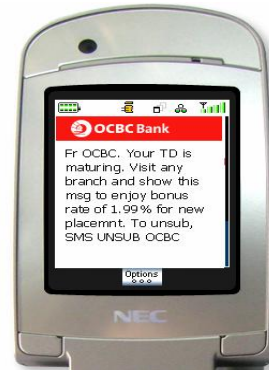 OCBC Bank
Fr OCBC. Your TD is
maturing. Visit any
branch and show this
msg to enjoy bonus
rate of 1.99% for new
placemnt. To unsub,
SMS UNSUB OCBC
Options
NEC